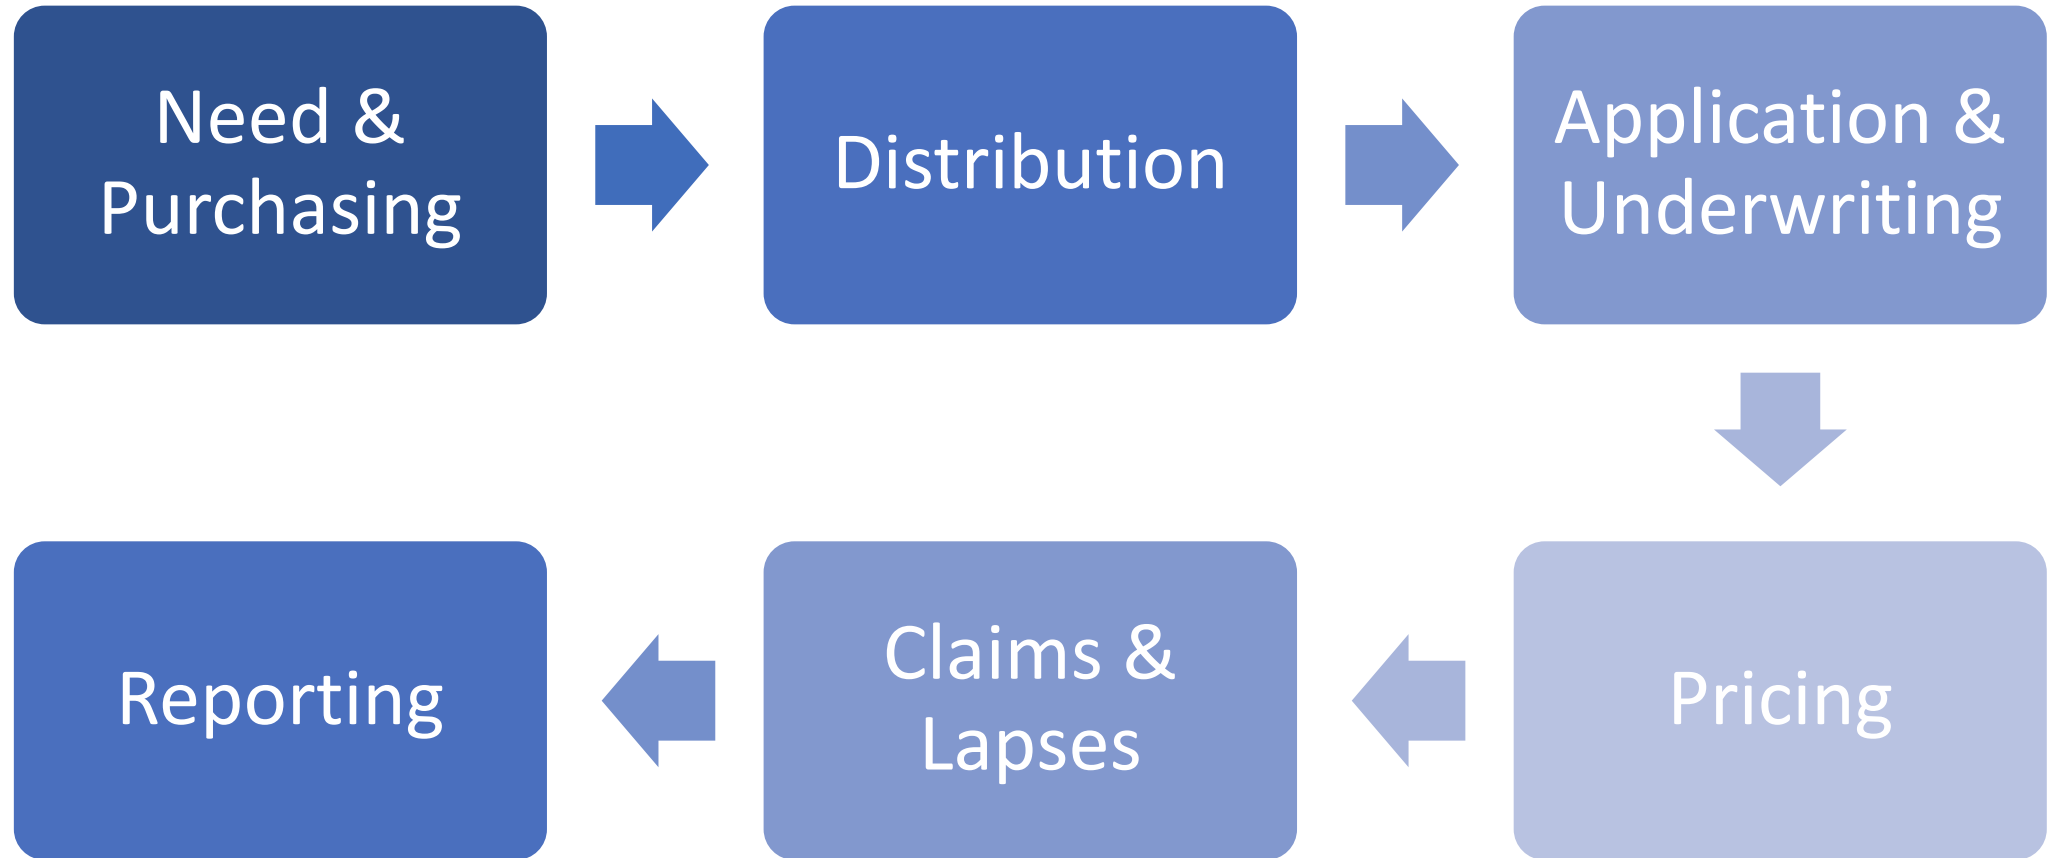 Need &
Purchasing
Distribution
Application &
Underwriting
Pricing
Claims &
Lapses
Reporting